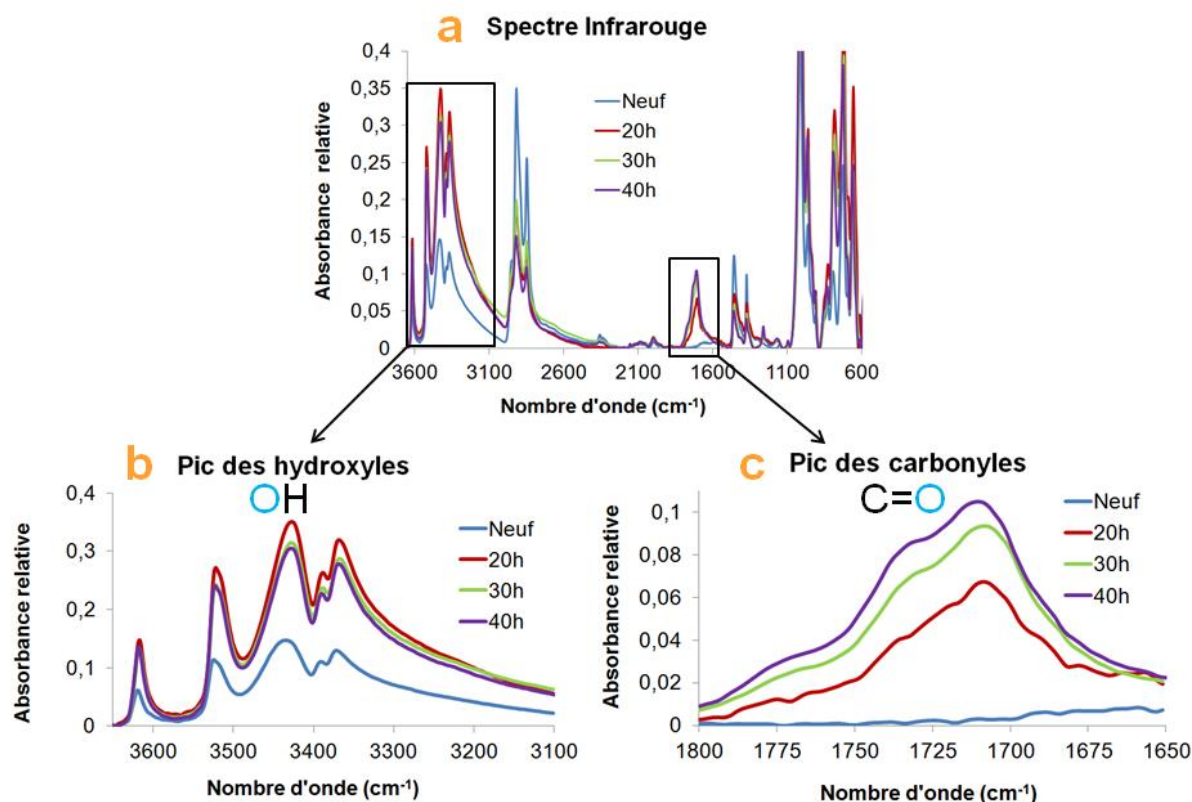 a Spectre Infrarouge
Absorbance relative
0,4
0,35
0,3
0,25
0,2
0,15
0,1
0,05
0
Neuf
20h
30h
40h
3600 3100 2600 2100 1600 1100 600
Nombre d'onde (cm-1)
b Pic des hydroxyles
OH
Absorbance relative
0,4
0,3
0,2
0,1
0
Neuf
20h
30h
40h
3600 3500 3400 3300 3200 3100
Nombre d'onde (cm-1)
c Pic des carbonyles
C=O
Absorbance relative
0,1
0,08
0,06
0,04
0,02
0
Neuf
20h
30h
40h
1800 1775 1750 1725 1700 1675 1650
Nombre d'onde (cm-1)